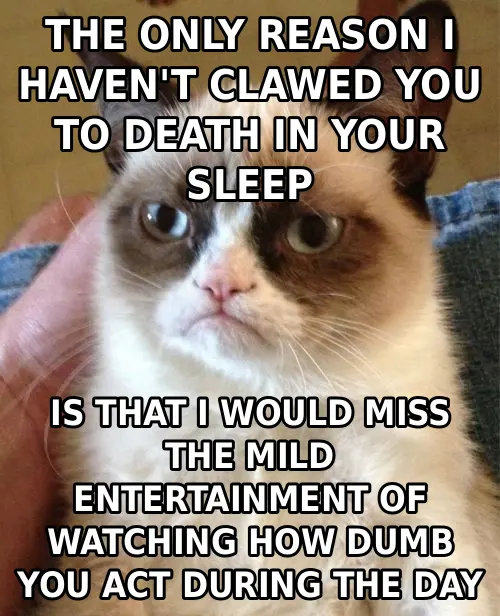 THE ONLY REASON I
HAVEN'T CLAWED YOU
TO DEATH IN YOUR
SLEEP
IS THAT I WOULD MISS
THE MILD
ENTERTAINMENT OF
WATCHING HOW DUMB
YOU ACT DURING THE DAY